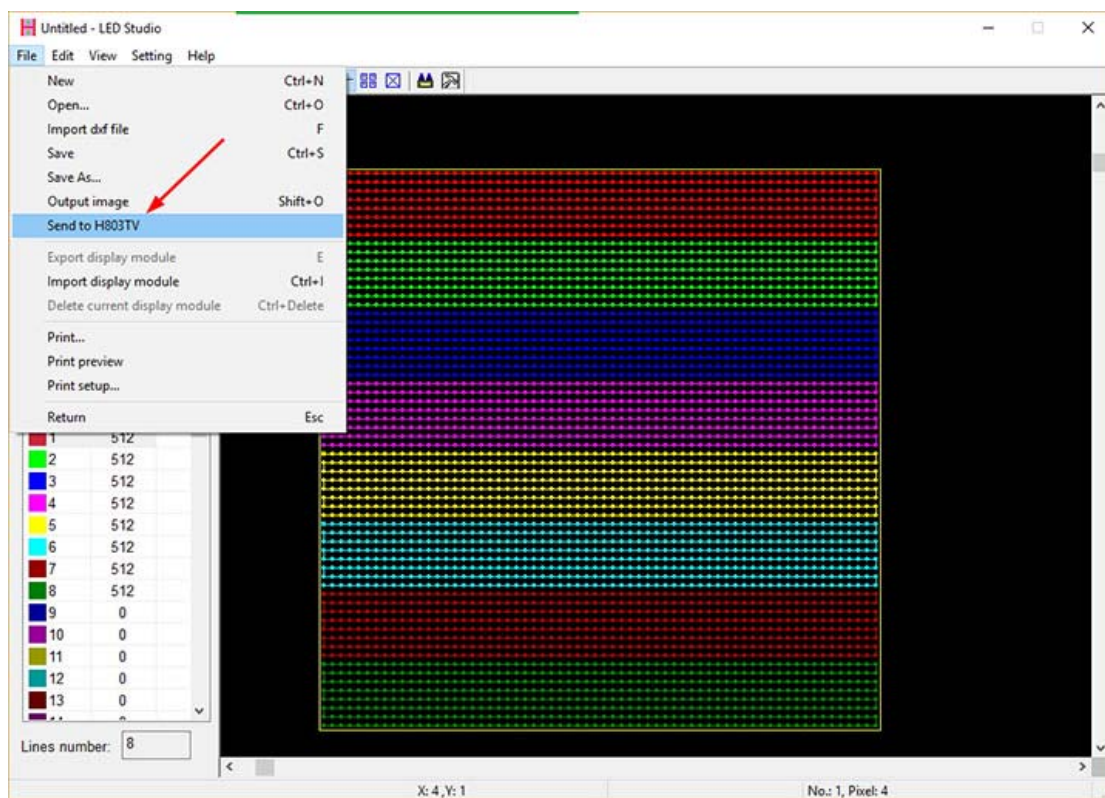 Untitled - LED Studio
File Edit View Setting Help
New Ctrl+N
Open... Ctrl+O
Import dxf file F
Save Ctrl+S
Save As...
Output image Shift+O
Send to H803TV
Export display module E
Import display module Ctrl+I
Delete current display module Ctrl+Delete
Print...
Print preview
Print setup...
Return Esc
1 512
2 512
3 512
4 512
5 512
6 512
7 512
8 512
9 0
10 0
11 0
12 0
13 0
Lines number: 8
X: 4 ,Y: 1 No.: 1, Pixel: 4